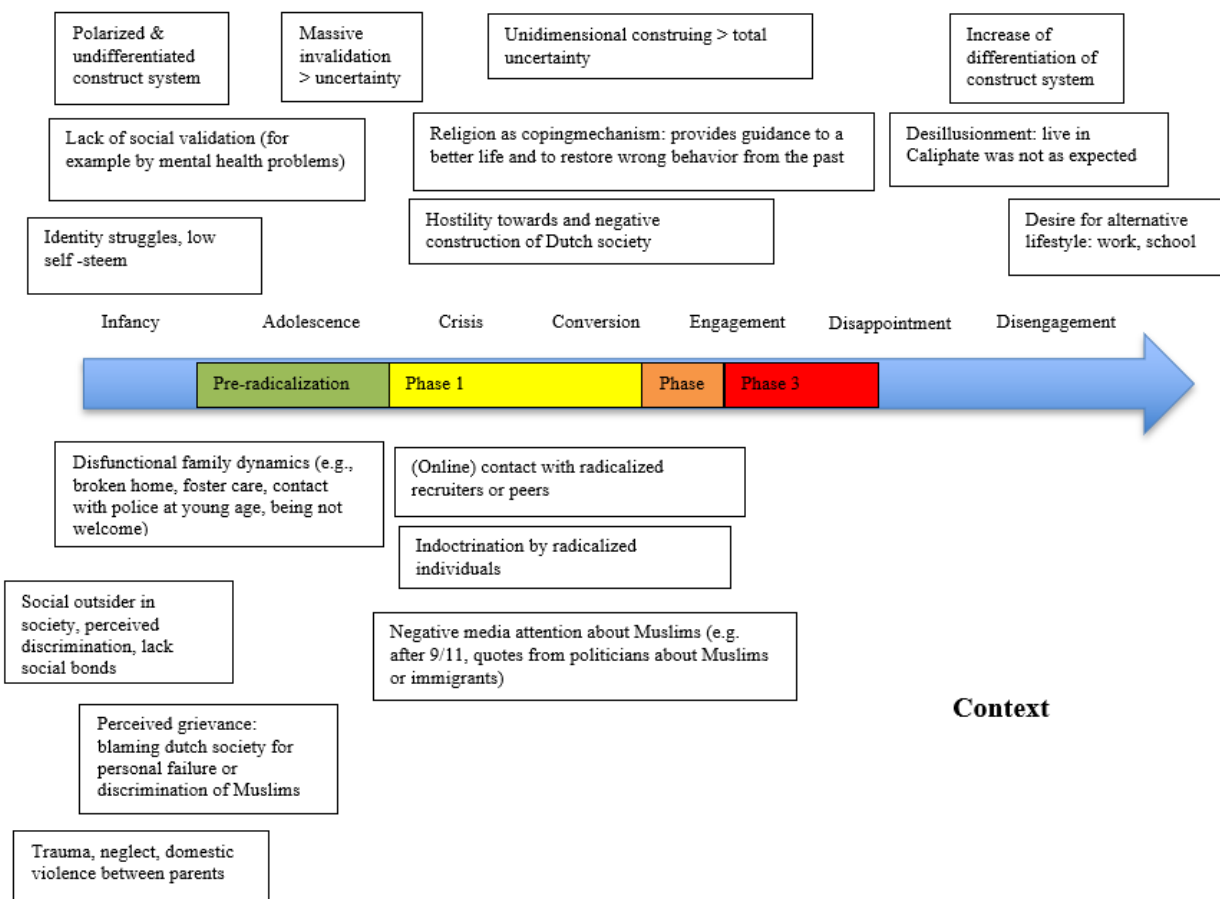 Polarized &
undifferentiated
construct system
Massive
invalidation
> uncertainty
Unidimensional construing > total
uncertainty
Increase of
differentiation of
construct system
Lack of social validation (for
example by mental health problems)
Religion as copingmechanism: provides guidance to a
better life and to restore wrong behavior from the past
Desillusionment: live in
Caliphate was not as expected
Identity struggles, low
self -steem
Hostility towards and negative
construction of Dutch society
Desire for alternative
lifestyle: work, school
Infancy
Adolescence
Crisis
Conversion
Engagement
Disappointment
Disengagement
Pre-radicalization
Phase 1
Phase
Phase 3
Disfunctional family dynamics (e.g.,
broken home, foster care, contact
with police at young age, being not
welcome)
(Online) contact with radicalized
recruiters or peers
Indoctrination by radicalized
individuals
Social outsider in
society, perceived
discrimination, lack
social bonds
Negative media attention about Muslims (e.g.
after 9/11, quotes from politicians about Muslims
or immigrants)
Context
Perceived grievance:
blaming dutch society for
personal failure or
discrimination of Muslims
Trauma, neglect, domestic
violence between parents